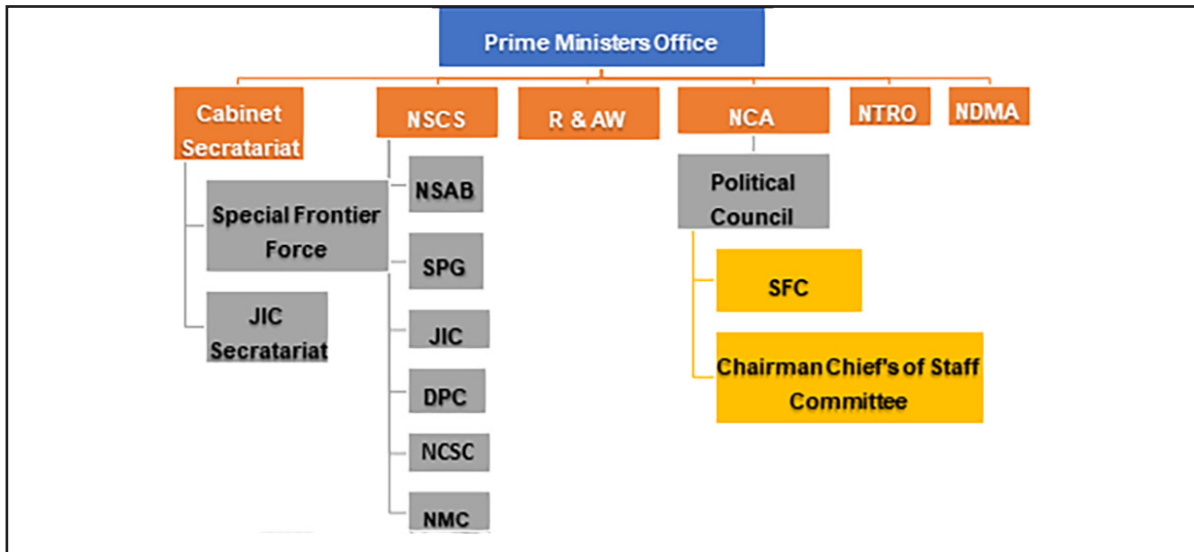 Prime Ministers Office
Cabinet
Secratariat
NSCS
R & AW
NCA
NTRO
NDMA
Special Frontier
Force
JIC
Secratariat
NSAB
SPG
JIC
DPC
NCSC
NMC
Political
Council
SFC
Chairman Chief's of Staff
Committee